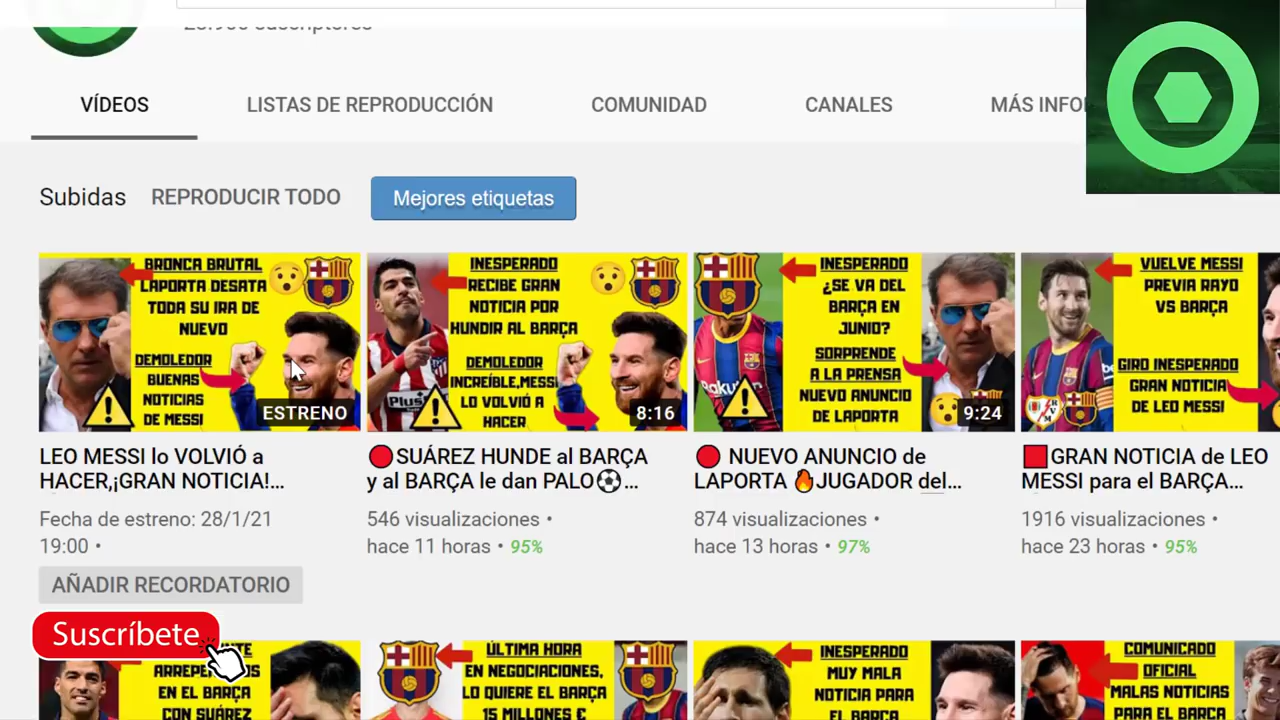 VÍDEOS
LISTAS DE REPRODUCCIÓN
COMUNIDAD
CANALES
Subidas
REPRODUCIR TODO
Mejores etiquetas
BRONCA BRUTAL
LAPORTA DESATA
TODA SU IRA DE
NUEVO
DEMOLEDOR
BUENAS
NOTICIAS
DE MESSI
ESTRENO
INESPERADO
RECIBE GRAN
NOTICIA POR
HUNDIR AL BARÇA
DEMOLEDOR
INCREÍBLE,MESSI
LO VOLVIÓ A
HACER
Plus
8:16
INESPERADO
¿SE VA DEL
BARÇA EN
JUNIO?
SORPRENDE
A LA PRENSA
NUEVO ANUNCIO
DE LAPORTA
9:24
VUELVE MESSI
PREVIA RAYO
VS BARÇA
GIRO INESPERADO
GRAN NOTICIA
DE LEO MESSI
LEO MESSI lo VOLVIÓ a
HACER,¡GRAN NOTICIA!...
Fecha de estreno: 28/1/21
19:00 •
AÑADIR RECORDATORIO
🔴SUÁREZ HUNDE al BARÇA
y al BARÇA le dan PALO⚽...
546 visualizaciones •
hace 11 horas • 95%
🔴 NUEVO ANUNCIO de
LAPORTA 🔥JUGADOR del...
874 visualizaciones •
hace 13 horas • 97%
🟥GRAN NOTICIA de LEO
MESSI para el BARÇA...
1916 visualizaciones •
hace 23 horas • 95%
Suscríbete
EN EL BARÇA
CON SUÁREZ
ÚLTIMA HORA
EN NEGOCIACIONES,
LO QUIERE EL BARÇA
15 MILLONES €
INESPERADO
MUY MALA
NOTICIA PARA
EL BARÇA
COMUNICADO
OFICIAL
MALAS NOTICIAS
PARA EL BARÇA